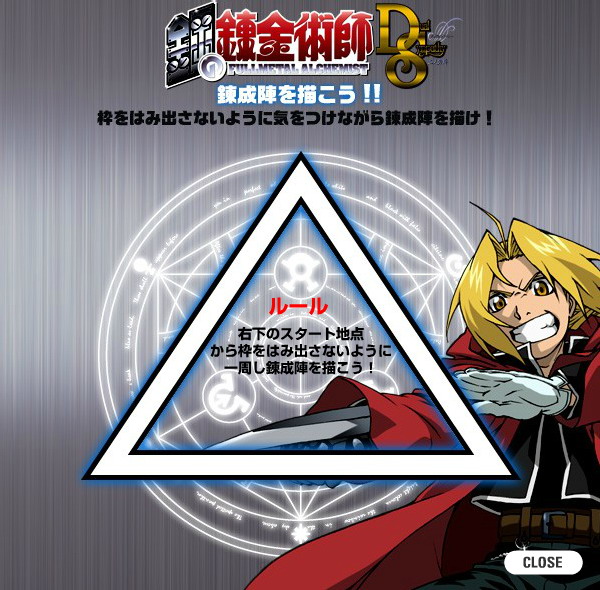 鋼の錬金術師
FULLMETAL ALCHEMIST
Dual Sympathy
錬成陣を描こう!!
枠をはみ出さないように気をつけながら錬成陣を描け！
ルール
右下のスタート地点
から枠をはみ出さないように
一周し錬成陣を描こう！
CLOSE